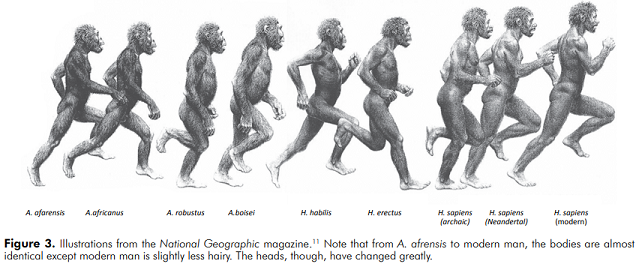 A. afarensis A.africanus A. robustus A.boisei H. habilis H. erectus H. sapiens H. sapiens H. sapiens
(archaic) (Neandertal) (modern)
Figure 3. Illustrations from the National Geographic magazine.11 Note that from A. afrensis to modern man, the bodies are almost
identical except modern man is slightly less hairy. The heads, though, have changed greatly.